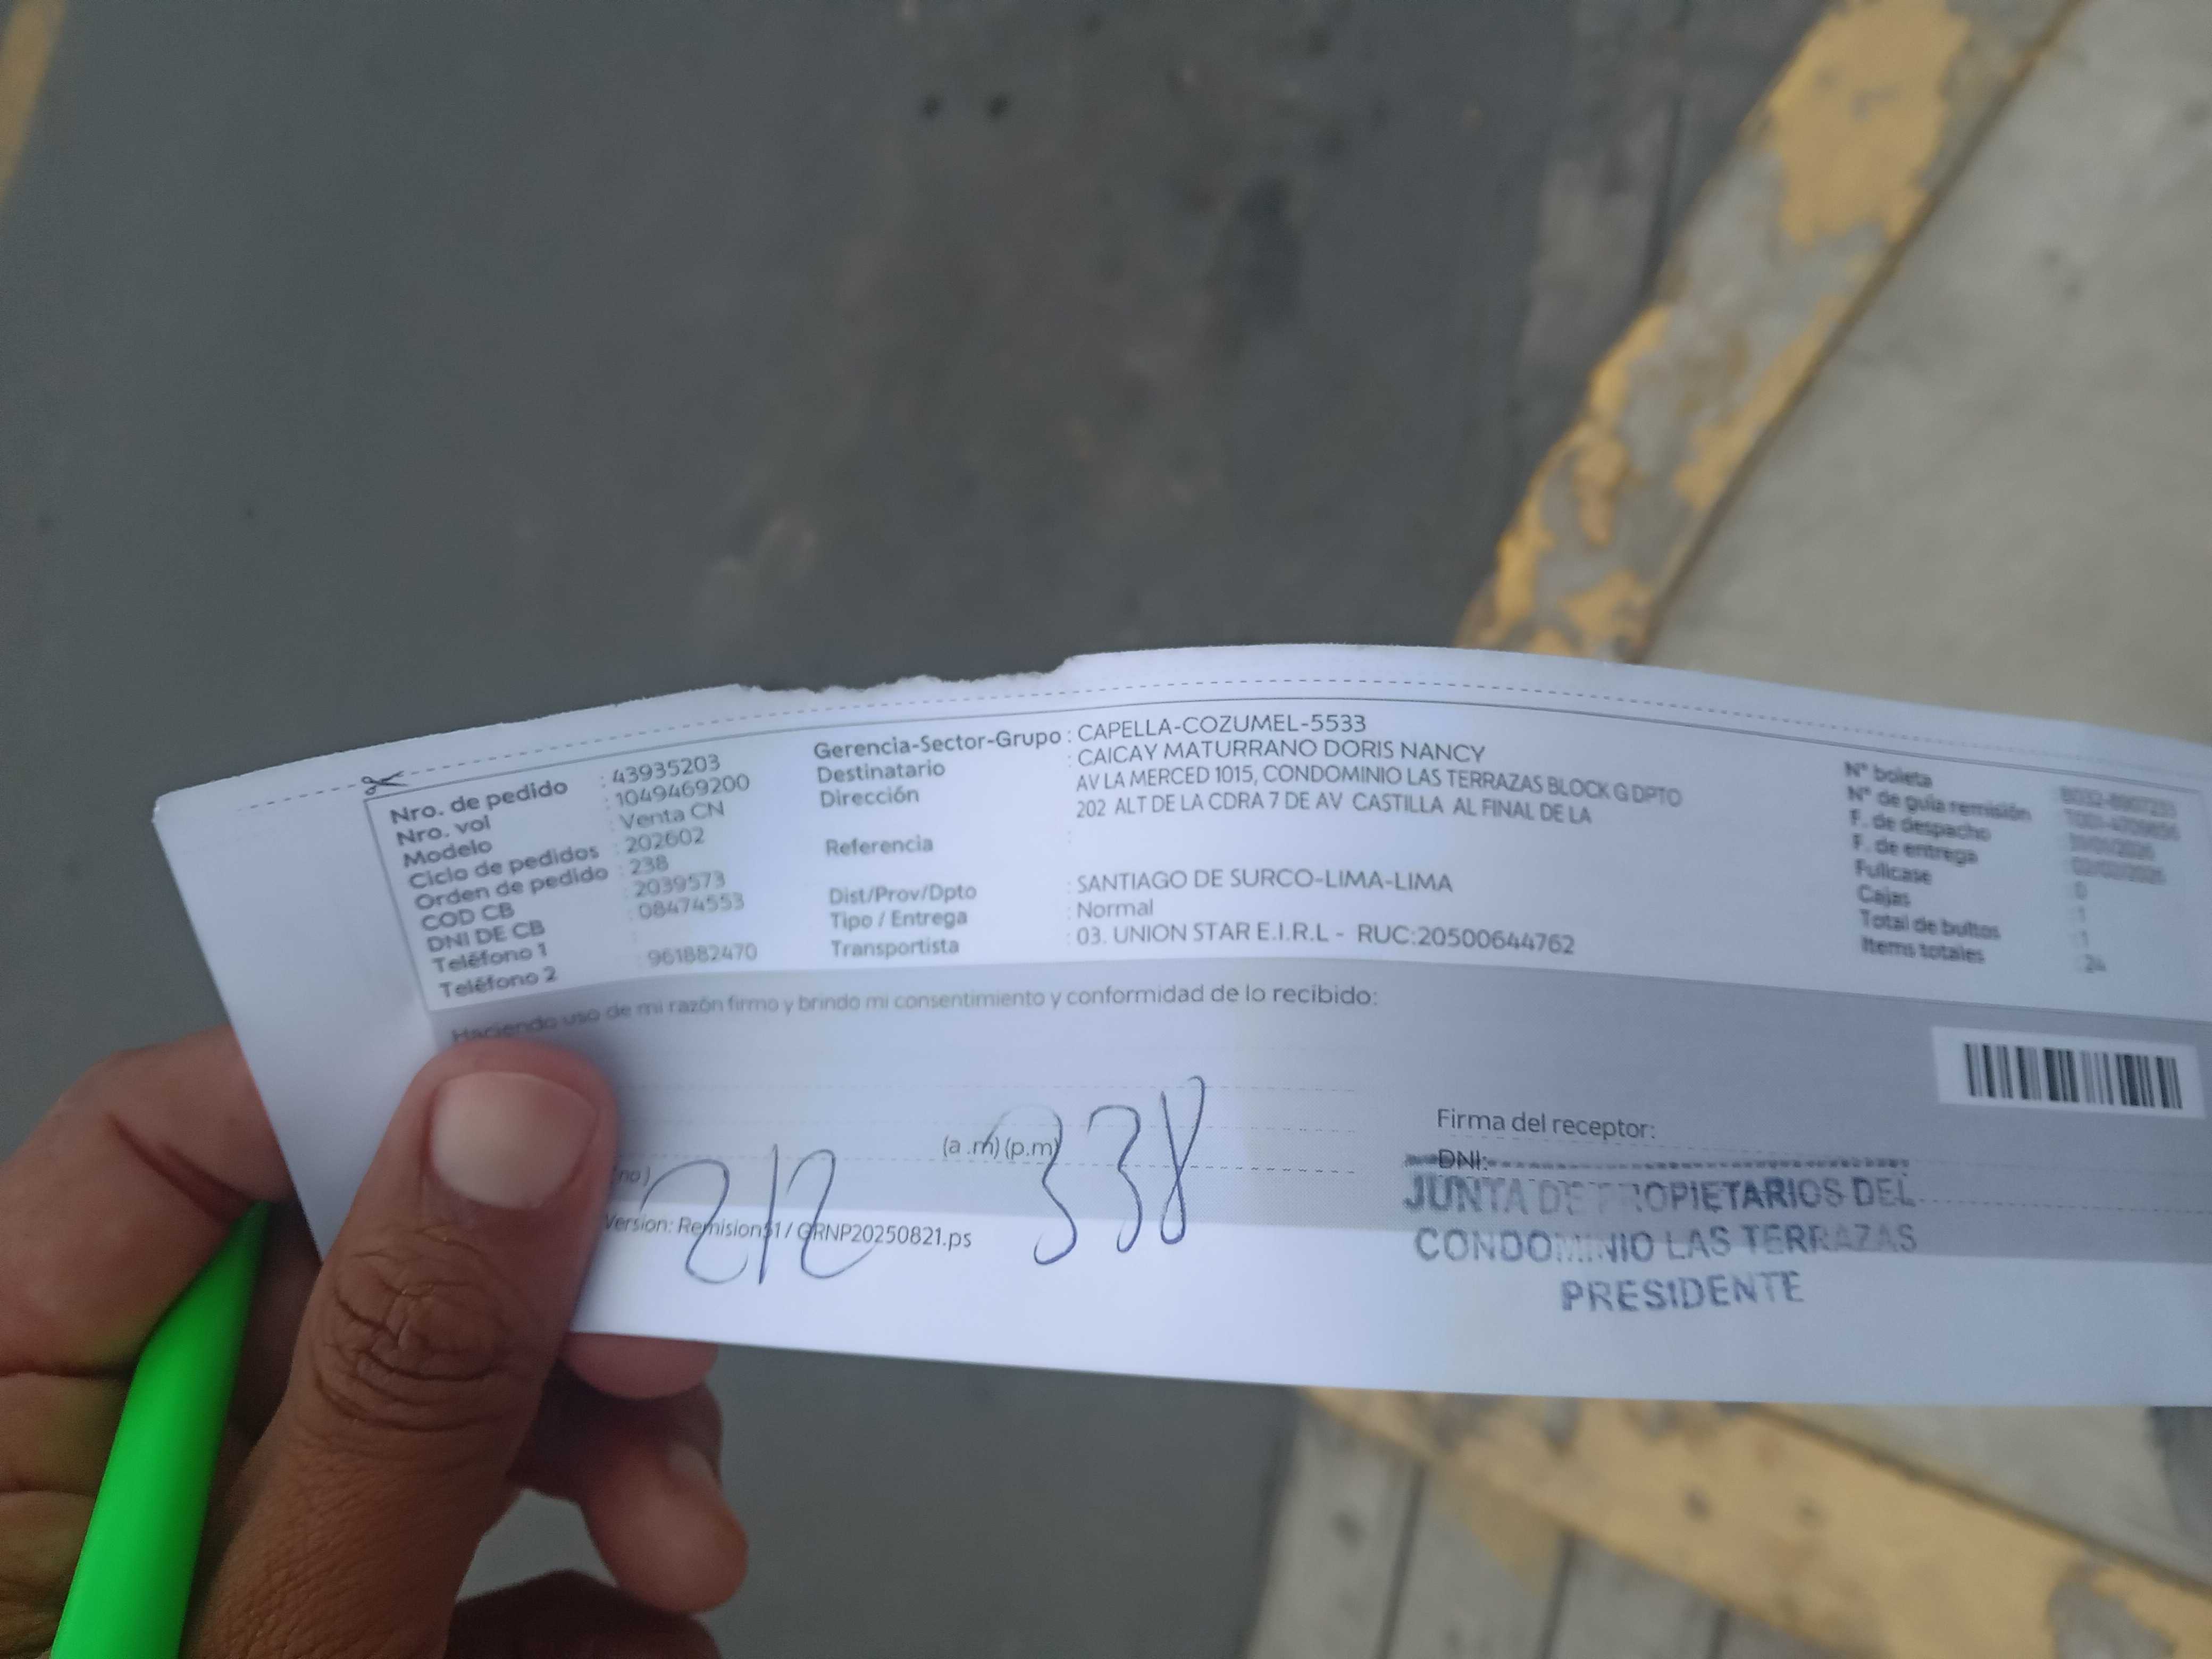 Nro. de pedido : 43935203
Nro. vol : 1049469200
Modelo : Venta CN
Ciclo de pedidos : 202602
Orden de pedido : 238
COD CB : 2039573
DNI DE CB : 08474553
Teléfono 1 :
Teléfono 2 : 961882470
Gerencia-Sector-Grupo : CAPELLA-COZUMEL-5533
Destinatario : CAICAY MATURRANO DORIS NANCY
Dirección : AV LA MERCED 1015, CONDOMINIO LAS TERRAZAS BLOCK G DPTO
202 ALT DE LA CDRA 7 DE AV CASTILLA AL FINAL DE LA
Referencia :
Dist/Prov/Dpto : SANTIAGO DE SURCO-LIMA-LIMA
Tipo / Entrega : Normal
Transportista : 03. UNION STAR E.I.R.L - RUC:20500644762
N° boleta
N° de guía remisión
F. de despacho
F. de entrega
Fullcase : 0
Cajas : 1
Total de bultos : 1
Items totales : 24
Haciendo uso de mi razón firmo y brindo mi consentimiento y conformidad de lo recibido:
(a .m) (p.m) 338
212
Version: Remision51 / GRNP20250821.ps
Firma del receptor:
DNI:
JUNTA DE PROPIETARIOS DEL
CONDOMINIO LAS TERRAZAS
PRESIDENTE